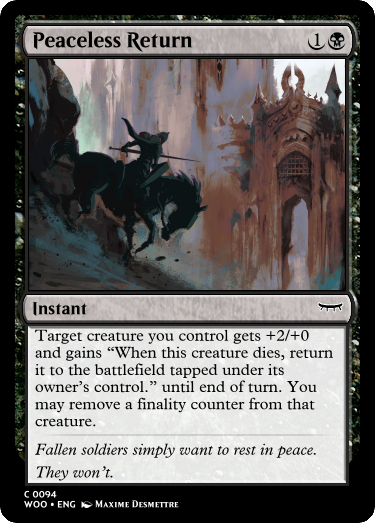 Peaceless Return 1
Instant
Target creature you control gets +2/+0
and gains “When this creature dies, return
it to the battlefield tapped under its
owner's control.” until end of turn. You
may remove a finality counter from that
creature.
Fallen soldiers simply want to rest in peace.
They won't.
C 0094
WOO • ENG Maxime Desmettre